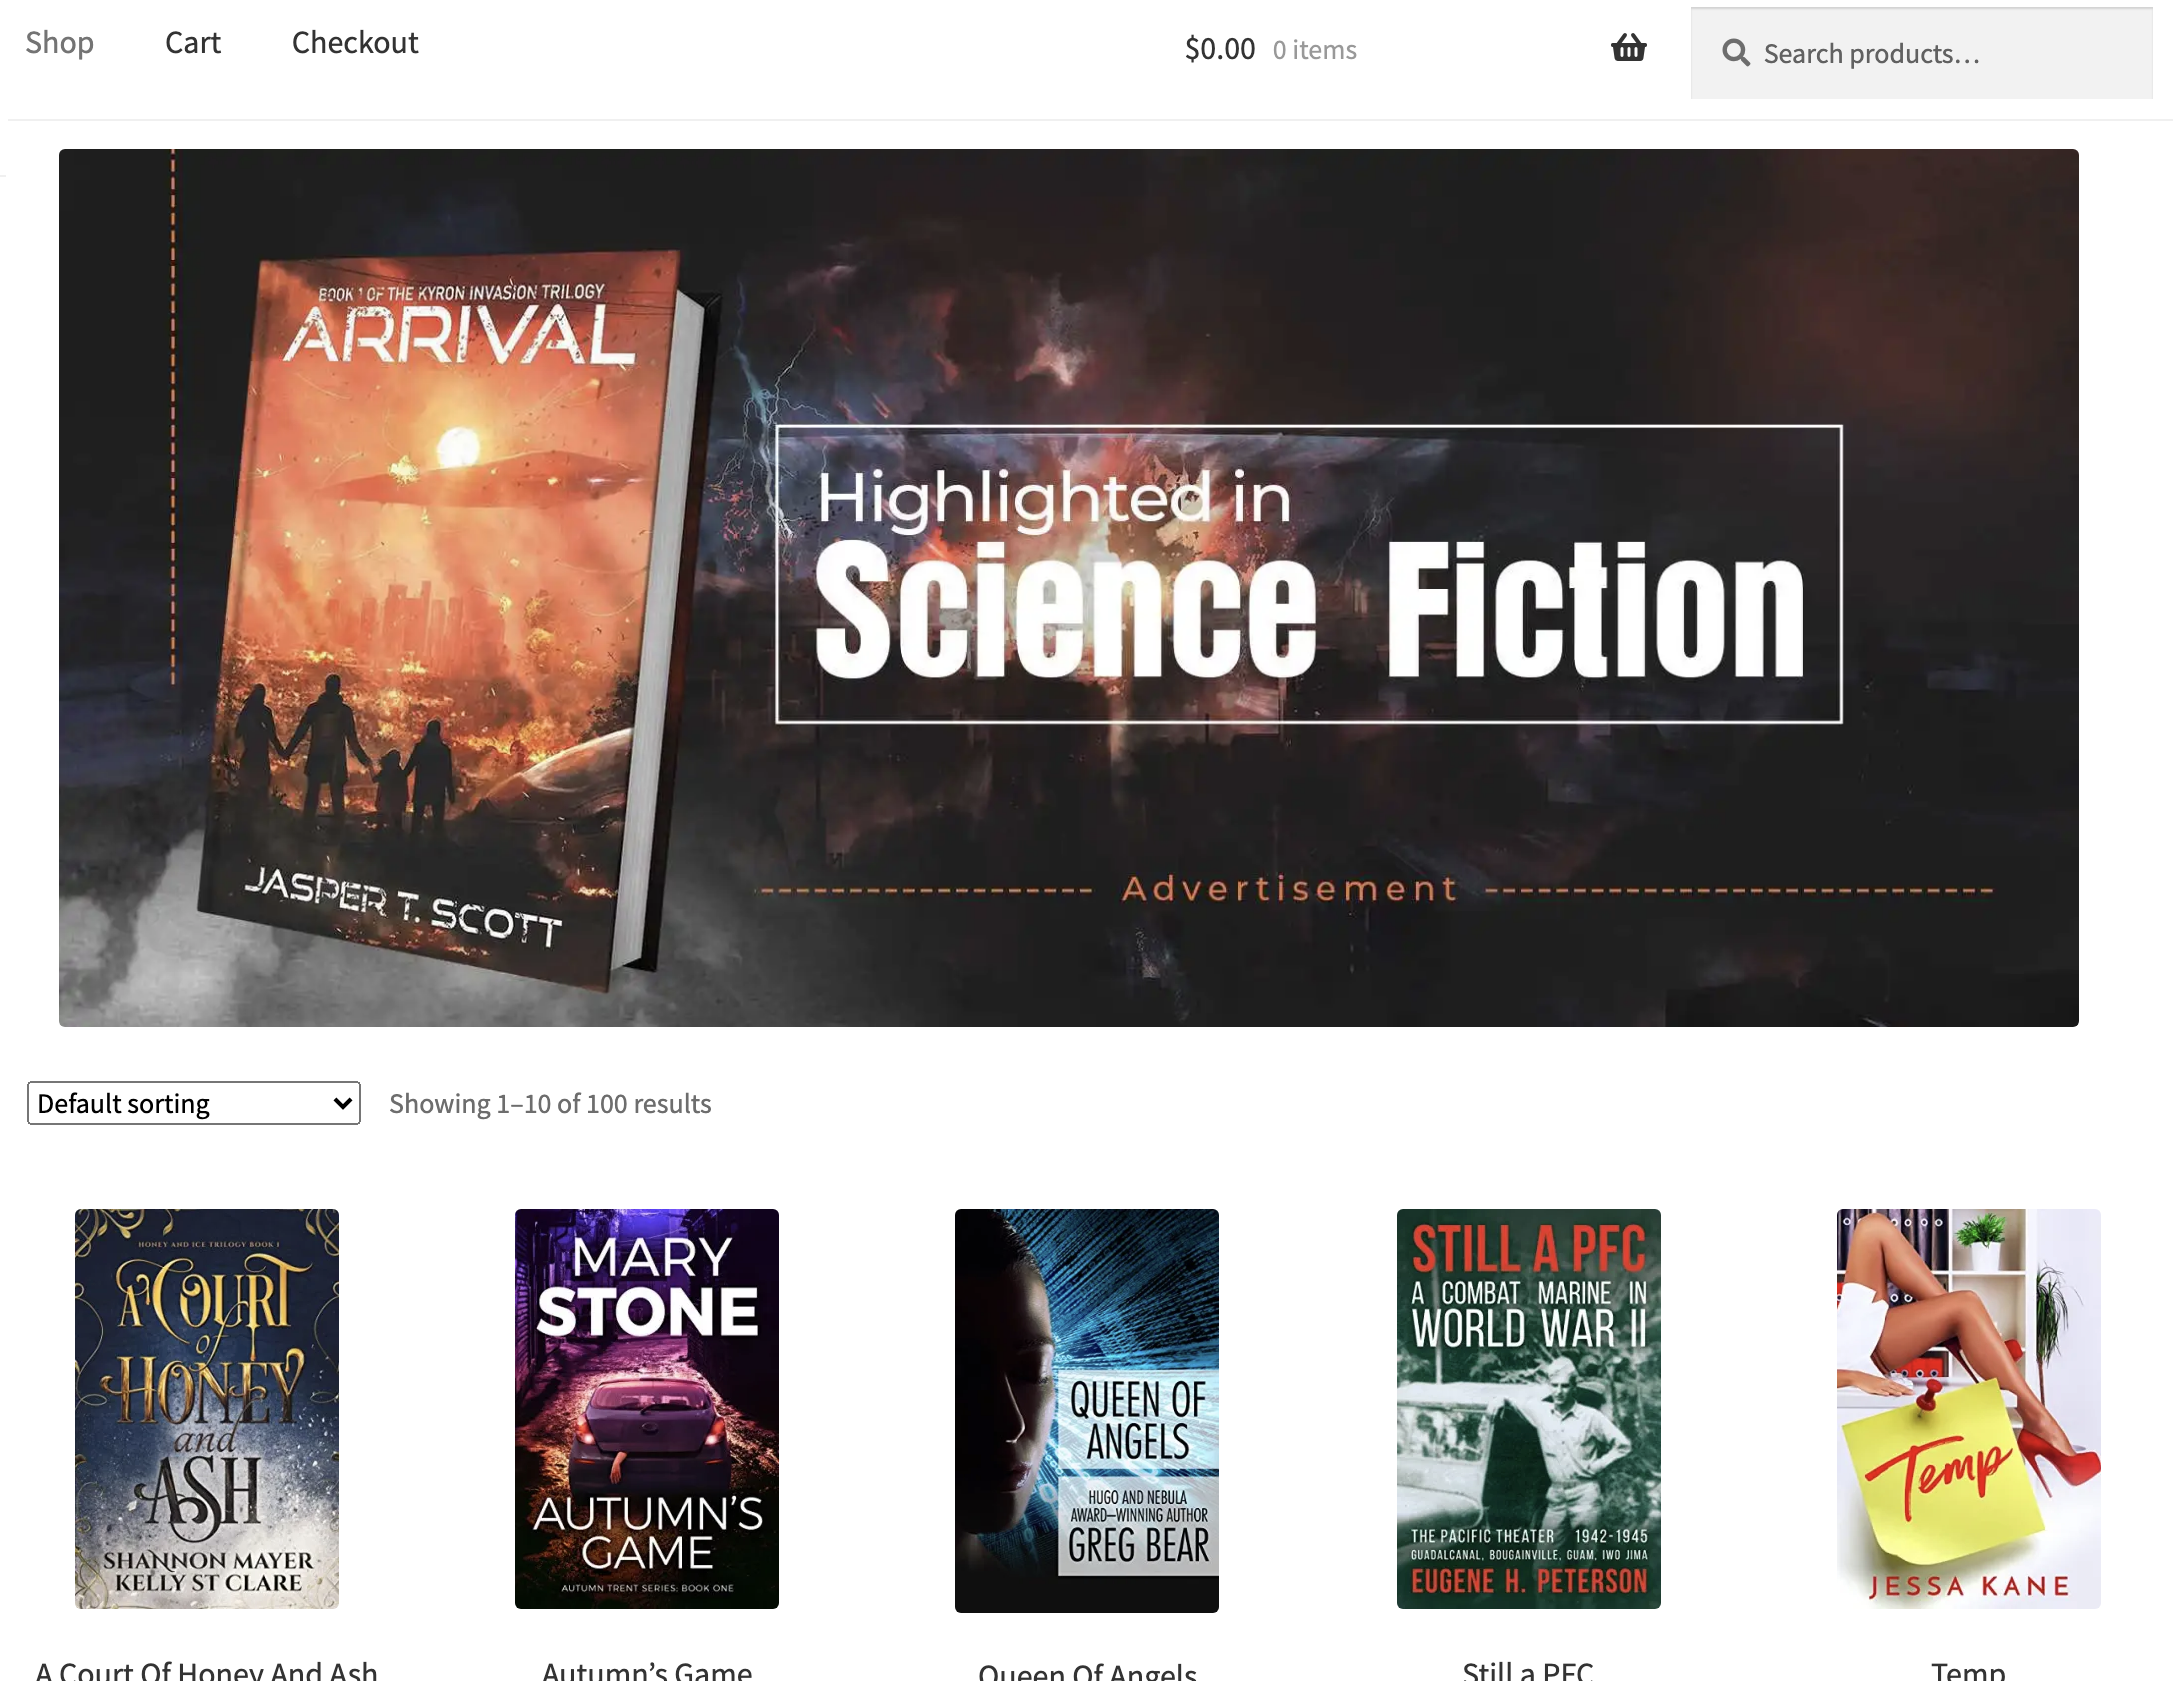 Shop Cart Checkout $0.00 0 items Search products...
BOOK 1 OF THE KYRON INVASION TRILOGY
ARRIVAL
JASPER T. SCOTT
Highlighted in
Science Fiction
Advertisement
Default sorting Showing 1–10 of 100 results
HONEY AND ICE TRILOGY BOOK 1
A COURT
of
HONEY
and
ASH
SHANNON MAYER
KELLY ST CLARE
MARY
STONE
AUTUMN'S
GAME
AUTUMN TRENT SERIES: BOOK ONE
QUEEN OF
ANGELS
HUGO AND NEBULA
AWARD–WINNING AUTHOR
GREG BEAR
STILL A PFC
A COMBAT MARINE IN
WORLD WAR II
THE PACIFIC THEATER 1942-1945
GUADALCANAL, BOUGAINVILLE, GUAM, IWO JIMA
EUGENE H. PETERSON
Temp
JESSA KANE
A Court Of Honey And Ash
Autumn's Game
Queen Of Angels
Still a PFC
Temp